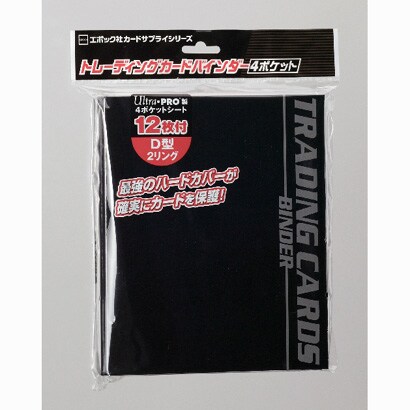 エポック社カードサプライシリーズ
トレーディングカードバインダー 4ポケット
Ultra・PRO製
4ポケットシート
12枚付
D型
2リング
最強のハードカバーが
確実にカードを保護!
TRADING CARDS
BINDER